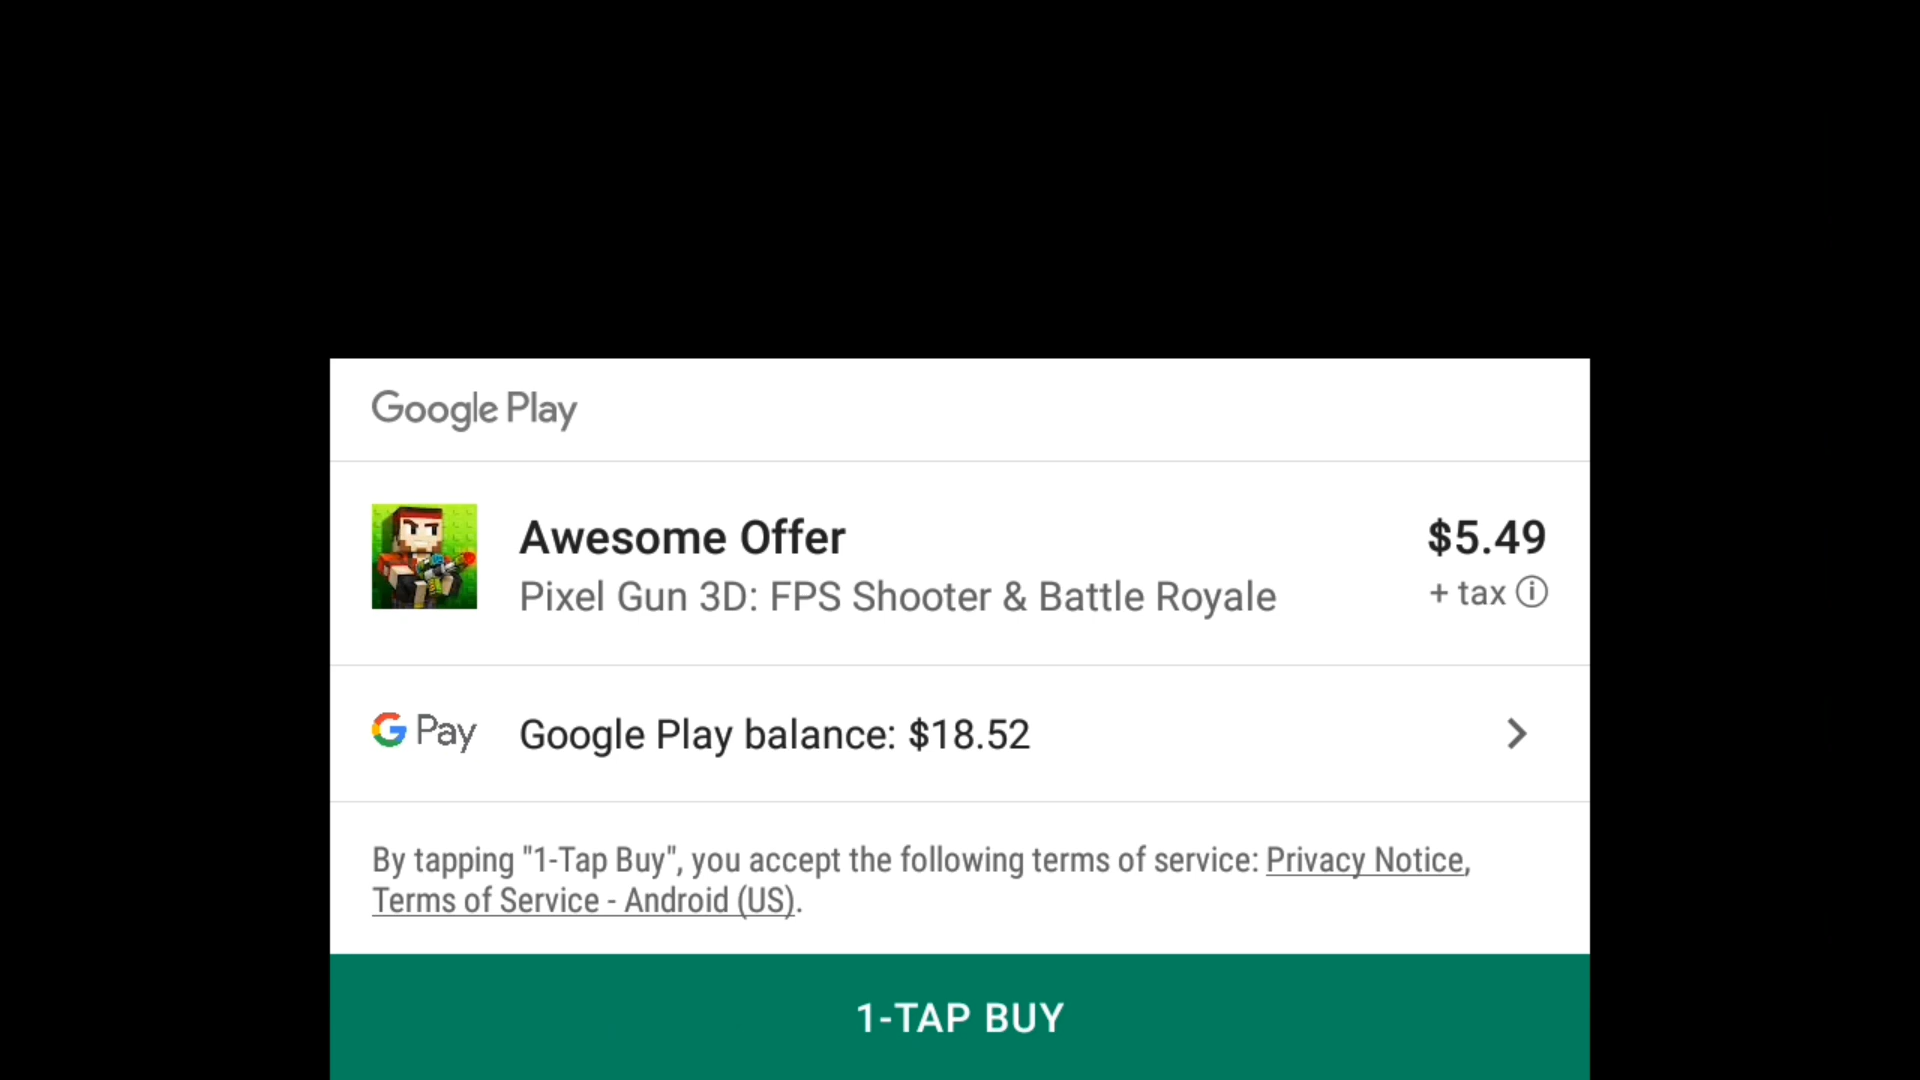 Google Play
Awesome Offer
$5.49
Pixel Gun 3D: FPS Shooter & Battle Royale
+ tax
G Pay
Google Play balance: $18.52
By tapping "1-Tap Buy", you accept the following terms of service: Privacy Notice,
Terms of Service - Android (US).
1-TAP BUY